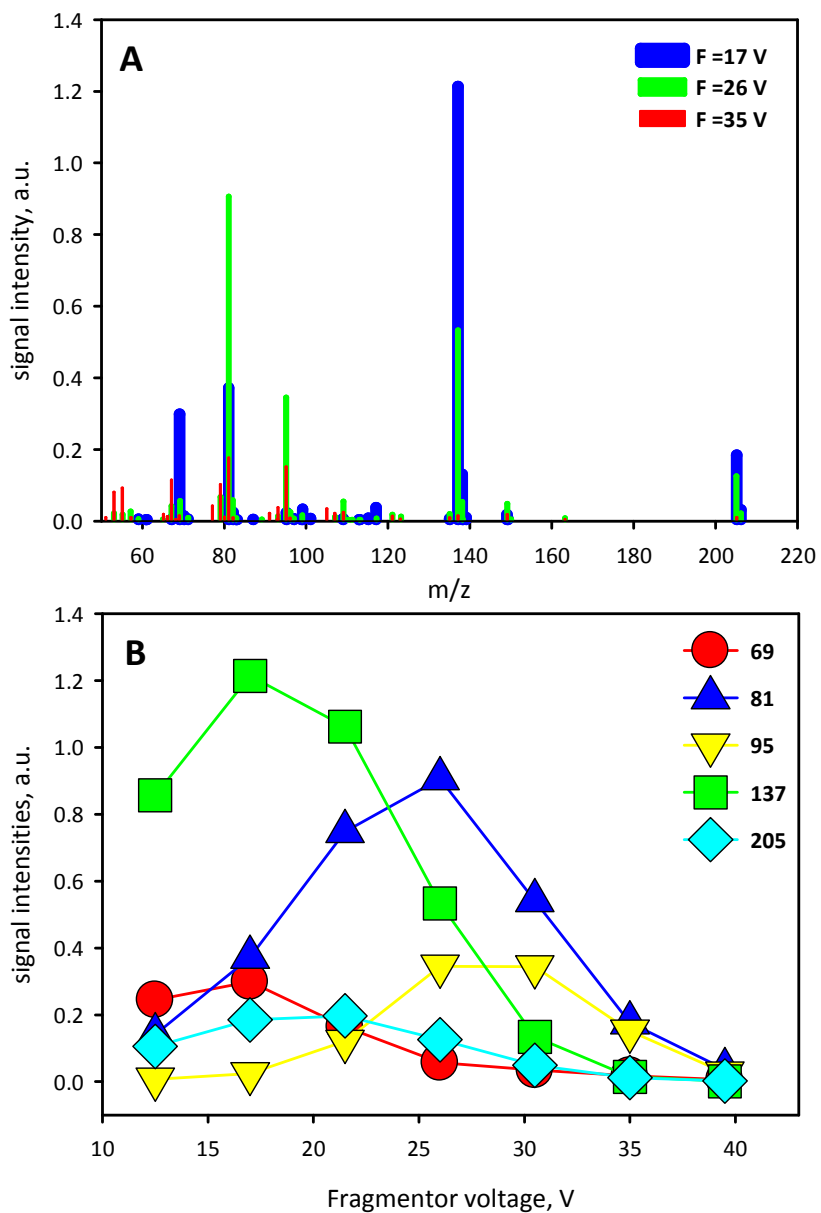 A
F =17 V
F =26 V
F =35 V
signal intensity, a.u.
1.4
1.2
1.0
0.8
0.6
0.4
0.2
0.0
60 80 100 120 140 160 180 200 220
m/z
B
69
81
95
137
205
signal intensities, a.u.
1.4
1.2
1.0
0.8
0.6
0.4
0.2
0.0
10 15 20 25 30 35 40
Fragmentor voltage, V